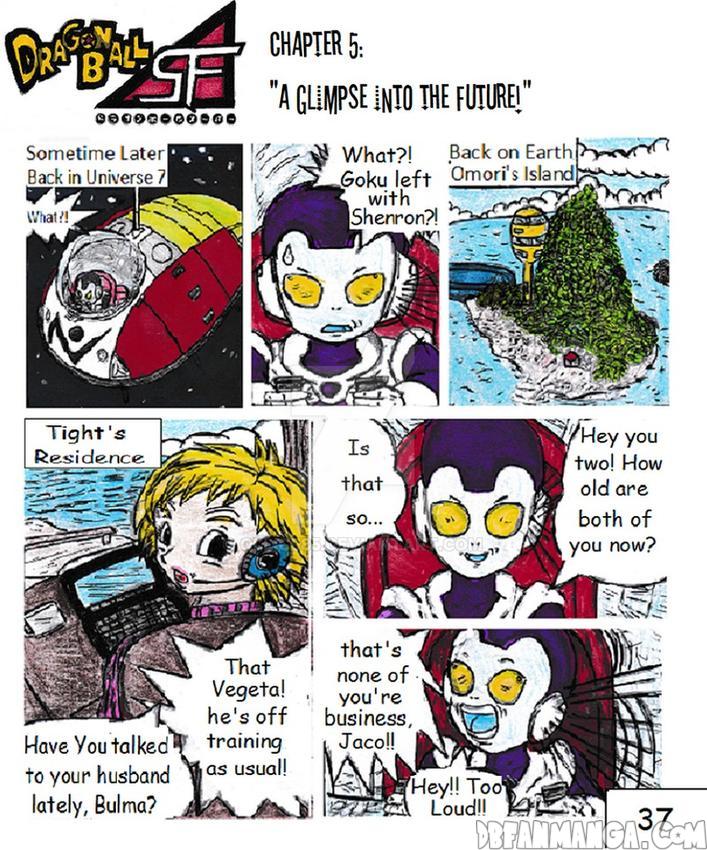 DRAGON BALL
SF
CHAPTER 5:
"A GLIMPSE INTO THE FUTURE!"
Sometime Later
Back in Universe 7
What?!
What?!
Goku left
with
Shenron?!
Back on Earth
Omori's Island
Tight's
Residence
Have You talked
to your husband
lately, Bulma?
That
Vegeta!
he's off
training
as usual!
Is
that
so...
Hey you
two! How
old are
both of
you now?
that's
none of
you're
business,
Jaco!!
Hey!! Too
Loud!!
37
DBFANMANGA.COM